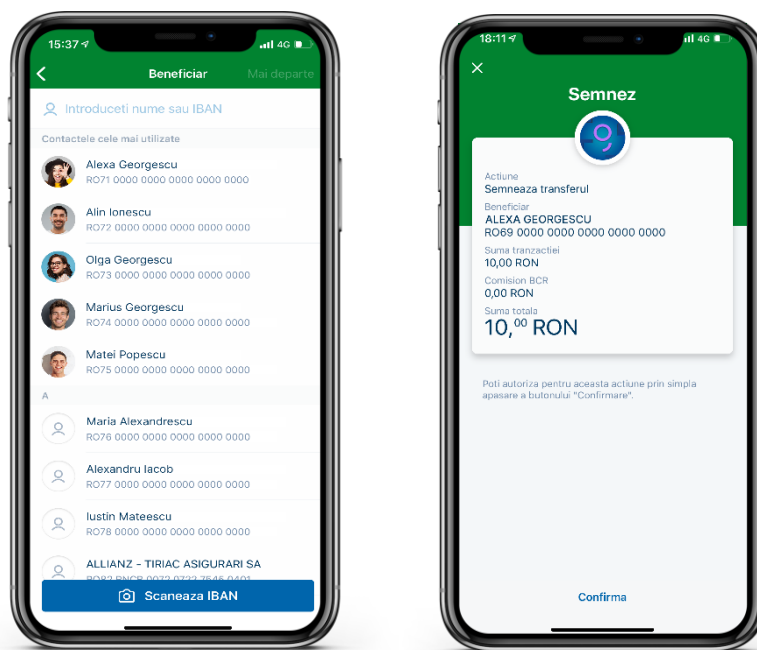 15:37
4G
Beneficiar
Mai departe
Introduceti nume sau IBAN
Contactele cele mai utilizate
Alexa Georgescu
RO71 0000 0000 0000 0000 0000
Alin Ionescu
RO72 0000 0000 0000 0000 0000
Olga Georgescu
RO73 0000 0000 0000 0000 0000
Marius Georgescu
RO74 0000 0000 0000 0000 0000
Matei Popescu
RO75 0000 0000 0000 0000 0000
A
Maria Alexandrescu
RO76 0000 0000 0000 0000 0000
Alexandru Iacob
RO77 0000 0000 0000 0000 0000
Iustin Mateescu
RO78 0000 0000 0000 0000 0000
ALLIANZ - TIRIAC ASIGURARI SA
Scaneaza IBAN
18:11
4G
Semnez
Actiune
Semneaza transferul
Beneficiar
ALEXA GEORGESCU
RO69 0000 0000 0000 0000 0000
Suma tranzactiei
10,00 RON
Comision BCR
0,00 RON
Suma totala
10,00 RON
Poti autoriza pentru aceasta actiune prin simpla
apasare a butonului "Confirmare".
Confirma